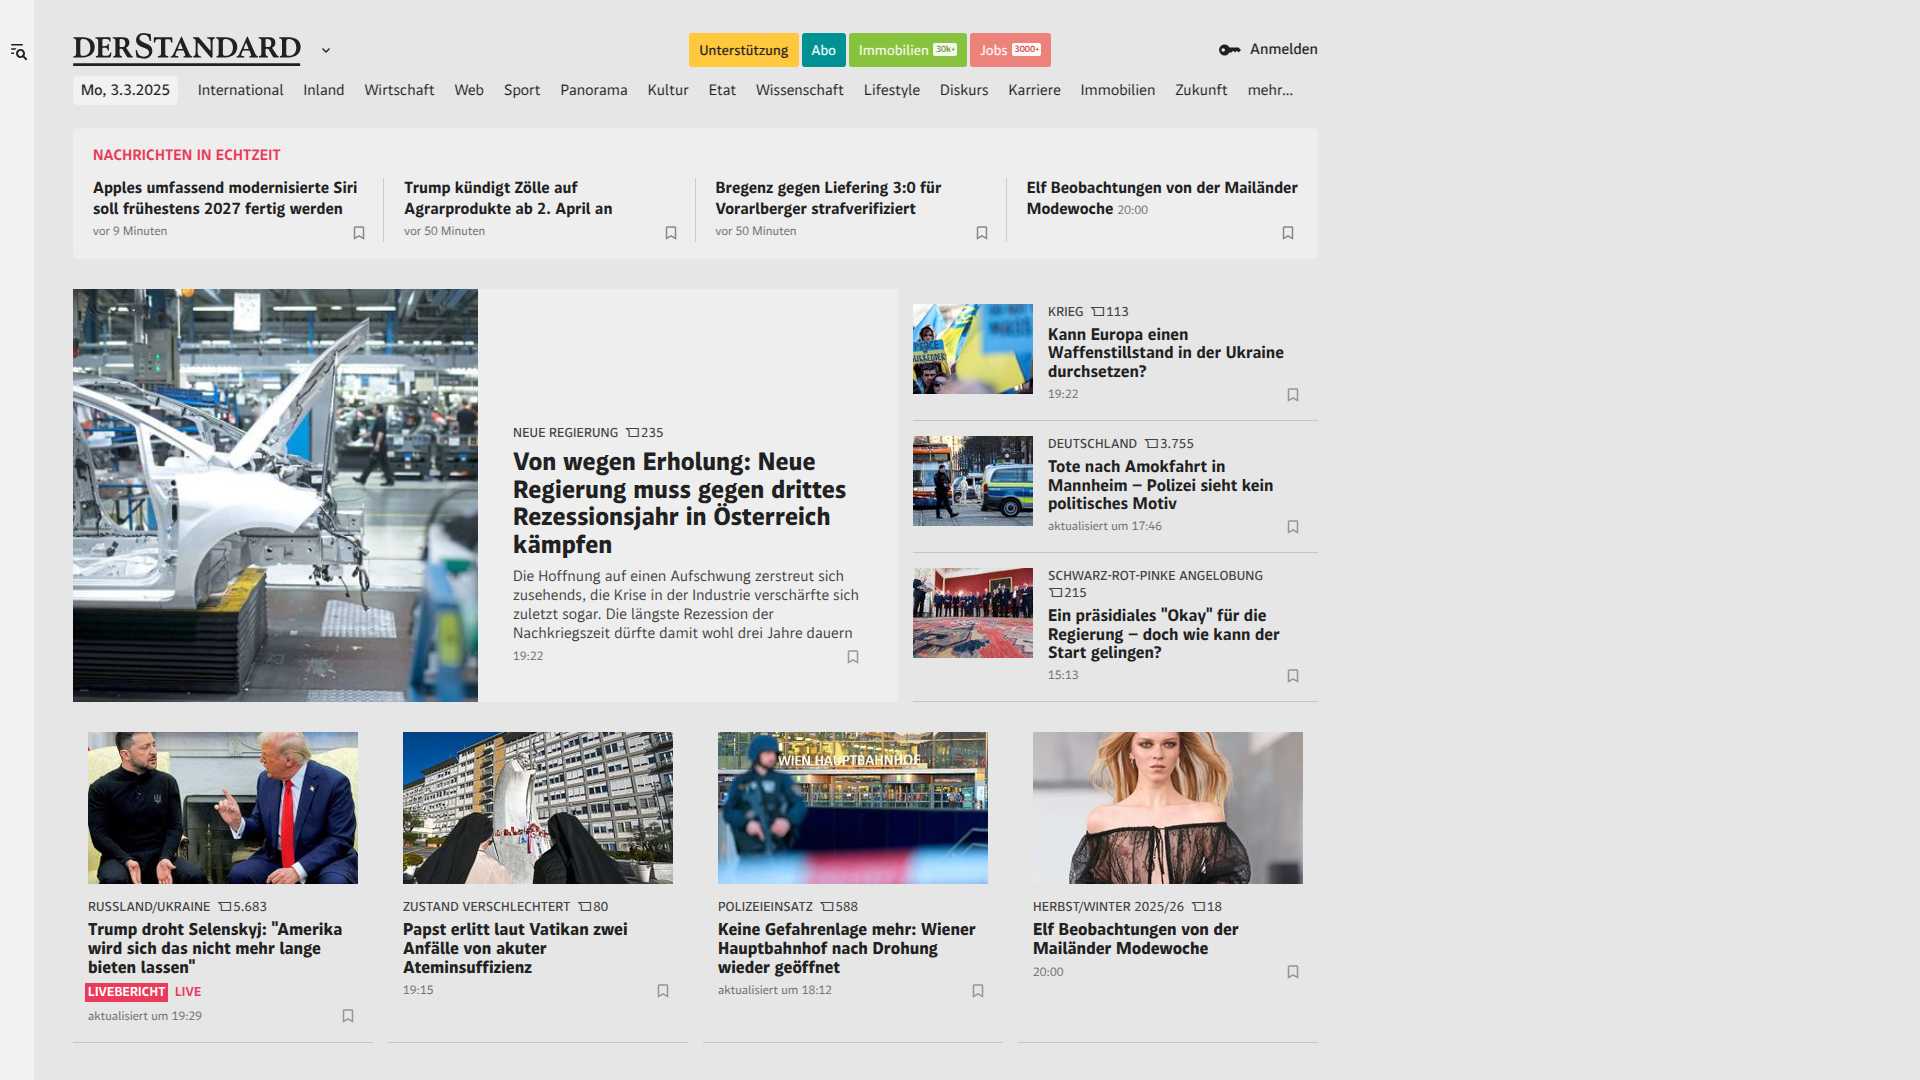 DERSTANDARD
Unterstützung
Abo
Immobilien 30k+
Jobs 3000+
Anmelden
Mo, 3.3.2025
International
Inland
Wirtschaft
Web
Sport
Panorama
Kultur
Etat
Wissenschaft
Lifestyle
Diskurs
Karriere
Immobilien
Zukunft
mehr...
NACHRICHTEN IN ECHTZEIT
Apples umfassend modernisierte Siri
soll frühestens 2027 fertig werden
vor 9 Minuten
Trump kündigt Zölle auf
Agrarprodukte ab 2. April an
vor 50 Minuten
Bregenz gegen Liefering 3:0 für
Vorarlberger strafverifiziert
vor 50 Minuten
Elf Beobachtungen von der Mailänder
Modewoche 20:00
NEUE REGIERUNG 235
Von wegen Erholung: Neue
Regierung muss gegen drittes
Rezessionsjahr in Österreich
kämpfen
Die Hoffnung auf einen Aufschwung zerstreut sich
zusehends, die Krise in der Industrie verschärfte sich
zuletzt sogar. Die längste Rezession der
Nachkriegszeit dürfte damit wohl drei Jahre dauern
19:22
KRIEG 113
Kann Europa einen
Waffenstillstand in der Ukraine
durchsetzen?
19:22
DEUTSCHLAND 3.755
Tote nach Amokfahrt in
Mannheim – Polizei sieht kein
politisches Motiv
aktualisiert um 17:46
SCHWARZ-ROT-PINKE ANGELOBUNG
215
Ein präsidiales "Okay" für die
Regierung – doch wie kann der
Start gelingen?
15:13
RUSSLAND/UKRAINE 5.683
Trump droht Selenskyj: "Amerika
wird sich das nicht mehr lange
bieten lassen"
LIVEBERICHT LIVE
aktualisiert um 19:29
ZUSTAND VERSCHLECHTERT 80
Papst erlitt laut Vatikan zwei
Anfälle von akuter
Ateminsuffizienz
19:15
WIEN HAUPTBAHNHOF
POLIZEIEINSATZ 588
Keine Gefahrenlage mehr: Wiener
Hauptbahnhof nach Drohung
wieder geöffnet
aktualisiert um 18:12
HERBST/WINTER 2025/26 18
Elf Beobachtungen von der
Mailänder Modewoche
20:00